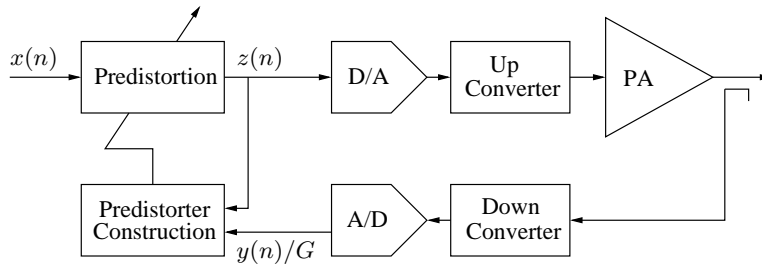 x(n)
Predistortion
z(n)
D/A
Up
Converter
PA
Predistorter
Construction
y(n)/G
A/D
Down
Converter